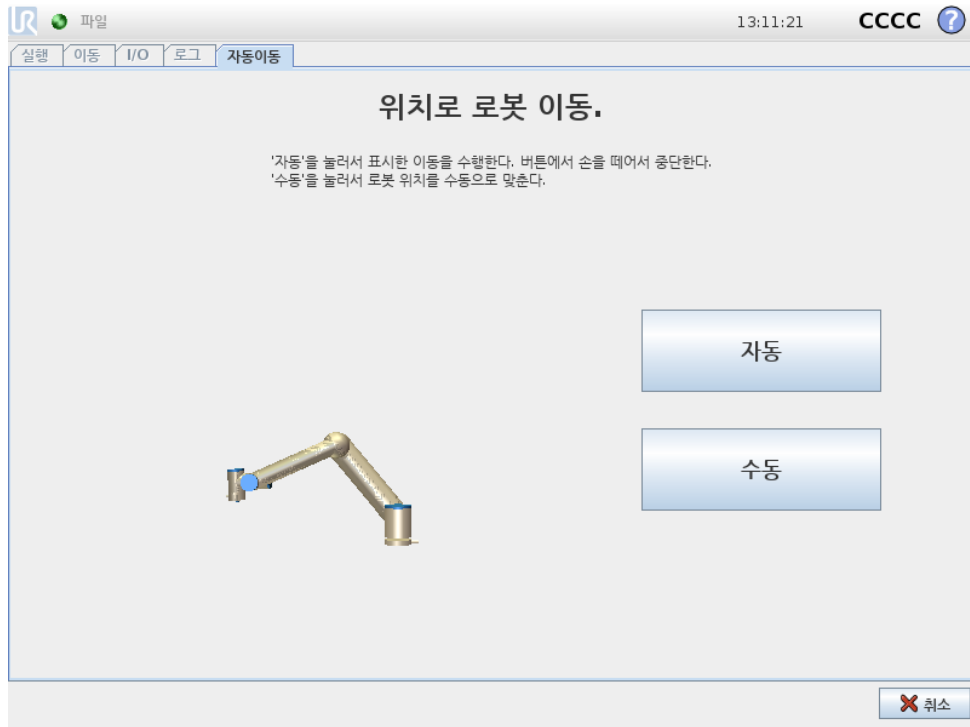 UR 파일 13:11:21 CCCC ?
실행 이동 I/O 로그 자동이동
위치로 로봇 이동.
'자동'을 눌러서 표시한 이동을 수행한다. 버튼에서 손을 떼어서 중단한다.
'수동'을 눌러서 로봇 위치를 수동으로 맞춘다.
자동
수동
취소